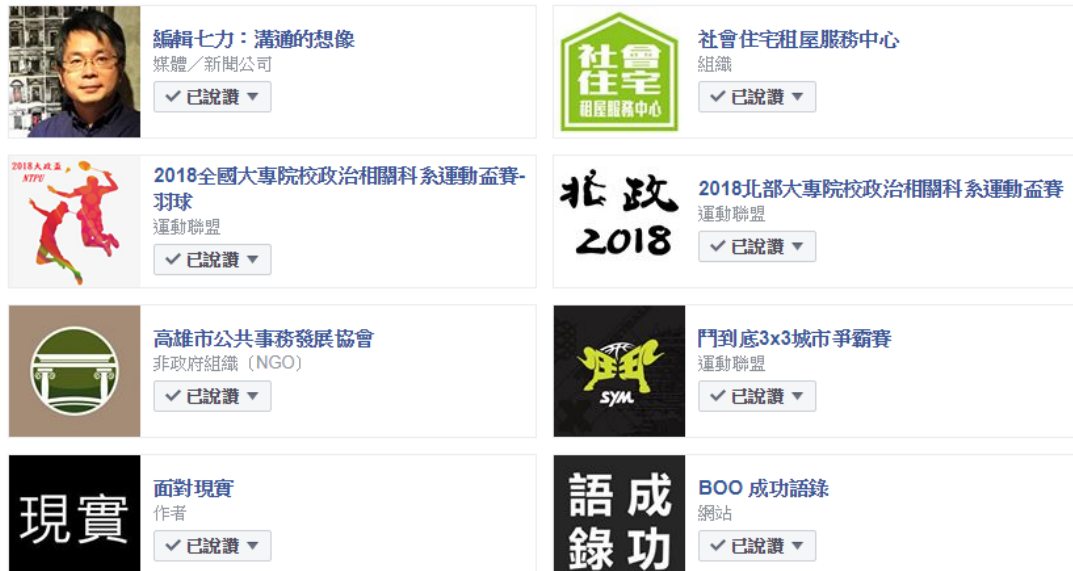 編輯七力：溝通的想像
媒體／新聞公司
已說讚
社會
住宅
租屋服務中心
社會住宅租屋服務中心
組織
已說讚
2018大政盃
NTPU
2018全國大專院校政治相關科系運動盃賽-
羽球
運動聯盟
已說讚
北政
2018
2018北部大專院校政治相關科系運動盃賽
運動聯盟
已說讚
高雄市公共事務發展協會
非政府組織（NGO）
已說讚
SYM
鬥到底3x3城市爭霸賽
運動聯盟
已說讚
現實
面對現實
作者
已說讚
語成
錄功
BOO 成功語錄
網站
已說讚